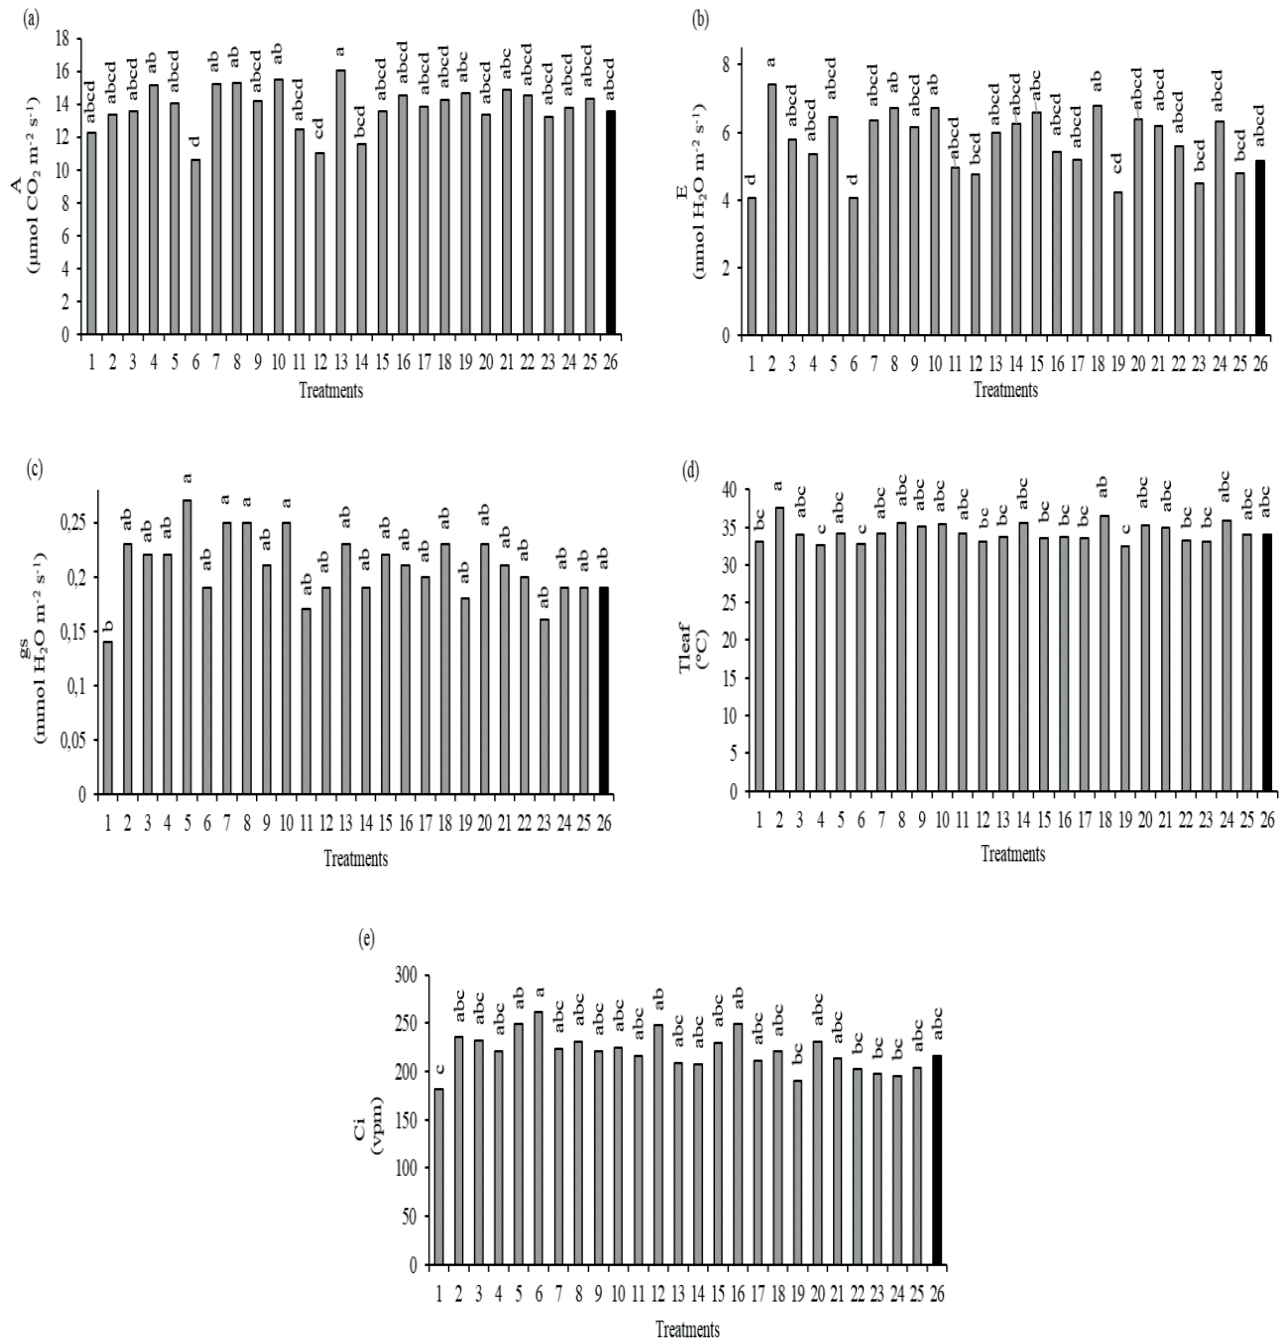 (a)
A
(µmol CO₂ m⁻² s⁻¹)
18
16
14
12
10
8
6
4
2
0
abcd abcd abcd ab abcd d ab ab abcd ab abcd cd a bcd abcd abcd abcd abcd abc abcd abc abcd abcd abcd abcd abcd
1 2 3 4 5 6 7 8 9 10 11 12 13 14 15 16 17 18 19 20 21 22 23 24 25 26
Treatments
(b)
E
(nmol H₂O m⁻² s⁻¹)
8
6
4
2
0
d a abcd abcd abcd d abcd ab abcd ab abcd bcd abcd abcd abc abcd abcd ab cd abcd abcd abcd bcd abcd bcd abcd
1 2 3 4 5 6 7 8 9 10 11 12 13 14 15 16 17 18 19 20 21 22 23 24 25 26
Treatments
(c)
gs
(mmol H₂O m⁻² s⁻¹)
0,25
0,2
0,15
0,1
0,05
0
b ab ab ab a ab a a ab a ab ab ab ab ab ab ab ab ab ab ab ab ab ab ab ab
1 2 3 4 5 6 7 8 9 10 11 12 13 14 15 16 17 18 19 20 21 22 23 24 25 26
Treatments
(d)
Tleaf
(°C)
40
35
30
25
20
15
10
5
0
bc a abc c abc c abc abc abc abc abc bc bc abc bc bc bc ab c abc abc bc bc abc abc abc
1 2 3 4 5 6 7 8 9 10 11 12 13 14 15 16 17 18 19 20 21 22 23 24 25 26
Treatments
(e)
Ci
(vpm)
300
250
200
150
100
50
0
c abc abc abc ab a abc abc abc abc abc ab abc abc abc ab abc abc bc abc abc bc bc bc abc abc
1 2 3 4 5 6 7 8 9 10 11 12 13 14 15 16 17 18 19 20 21 22 23 24 25 26
Treatments